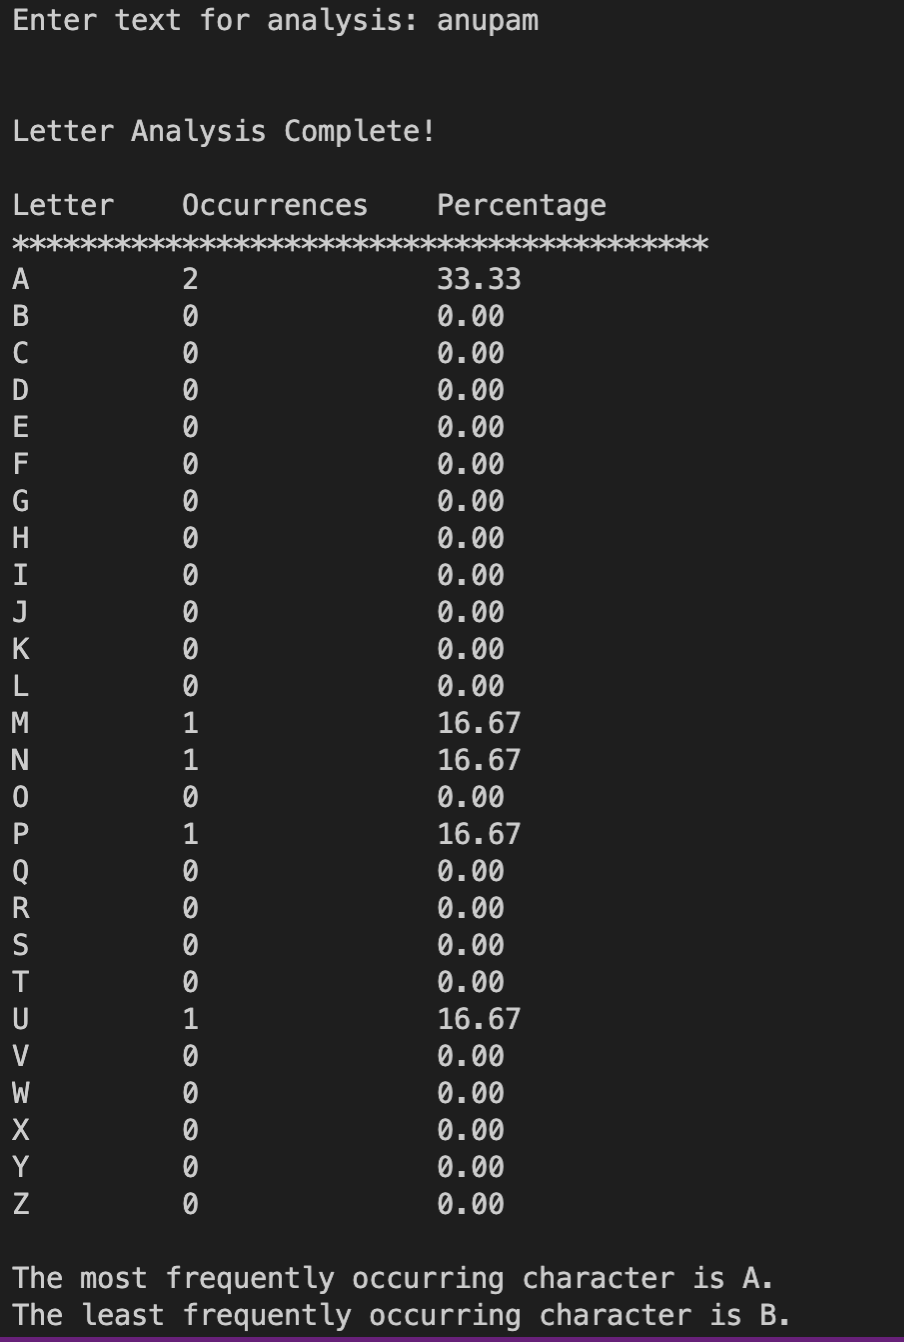 Enter text for analysis: anupam
Letter Analysis Complete!
Letter    Occurrences    Percentage
*****************************************
A         2              33.33
B         0              0.00
C         0              0.00
D         0              0.00
E         0              0.00
F         0              0.00
G         0              0.00
H         0              0.00
I         0              0.00
J         0              0.00
K         0              0.00
L         0              0.00
M         1              16.67
N         1              16.67
O         0              0.00
P         1              16.67
Q         0              0.00
R         0              0.00
S         0              0.00
T         0              0.00
U         1              16.67
V         0              0.00
W         0              0.00
X         0              0.00
Y         0              0.00
Z         0              0.00
The most frequently occurring character is A.
The least frequently occurring character is B.